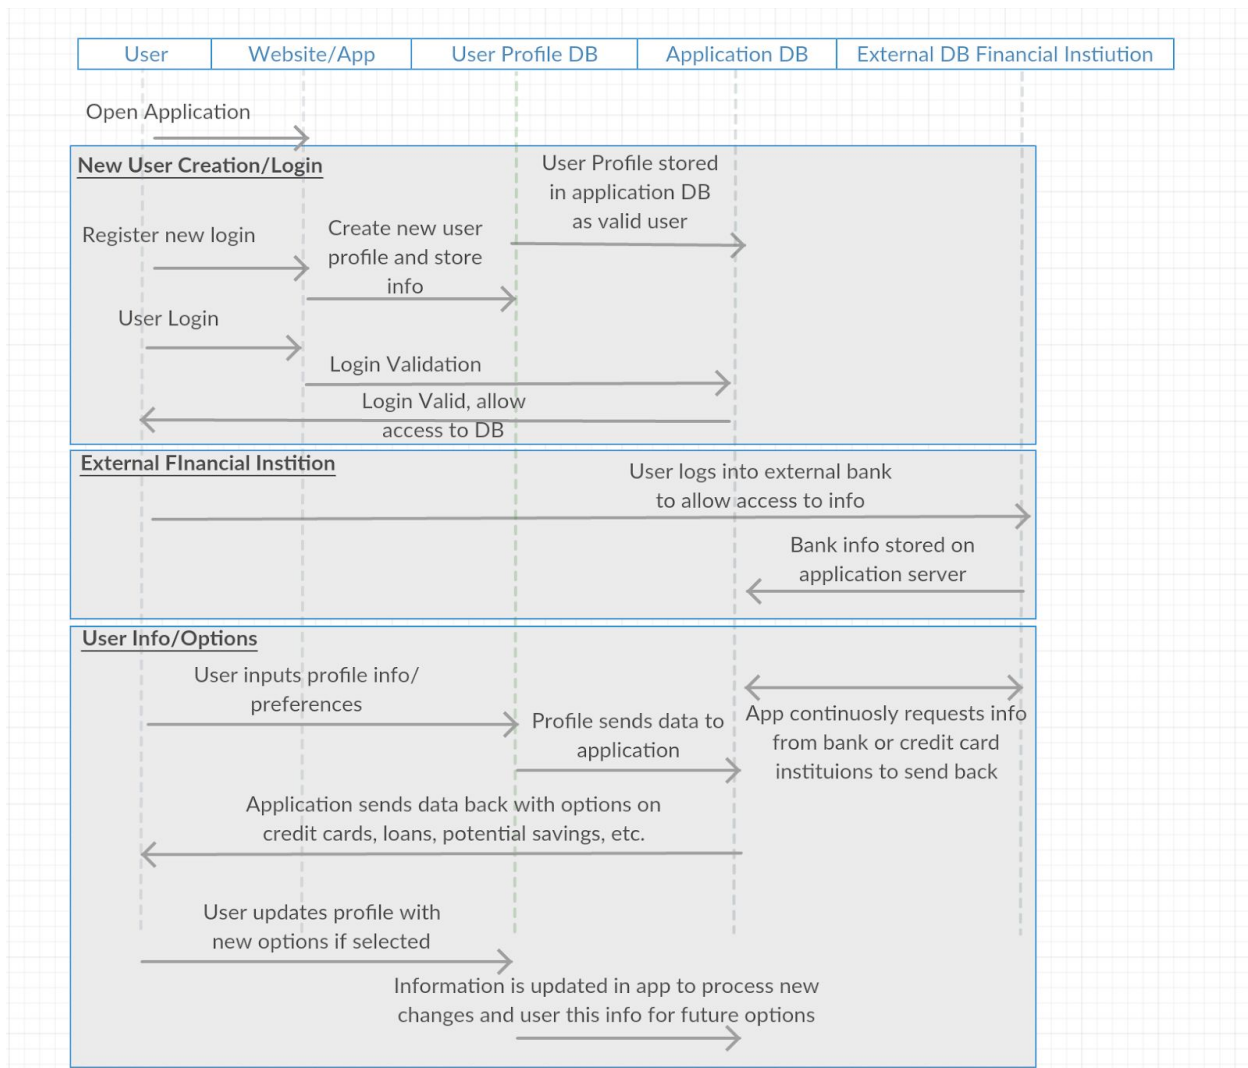 User
Website/App
User Profile DB
Application DB
External DB Financial Instiution
Open Application
New User Creation/Login
User Profile stored
in application DB
as valid user
Register new login
Create new user
profile and store
info
User Login
Login Validation
Login Valid, allow
access to DB
External FInancial Instition
User logs into external bank
to allow access to info
Bank info stored on
application server
User Info/Options
User inputs profile info/
preferences
Profile sends data to
application
App continuosly requests info
from bank or credit card
instituions to send back
Application sends data back with options on
credit cards, loans, potential savings, etc.
User updates profile with
new options if selected
Information is updated in app to process new
changes and user this info for future options